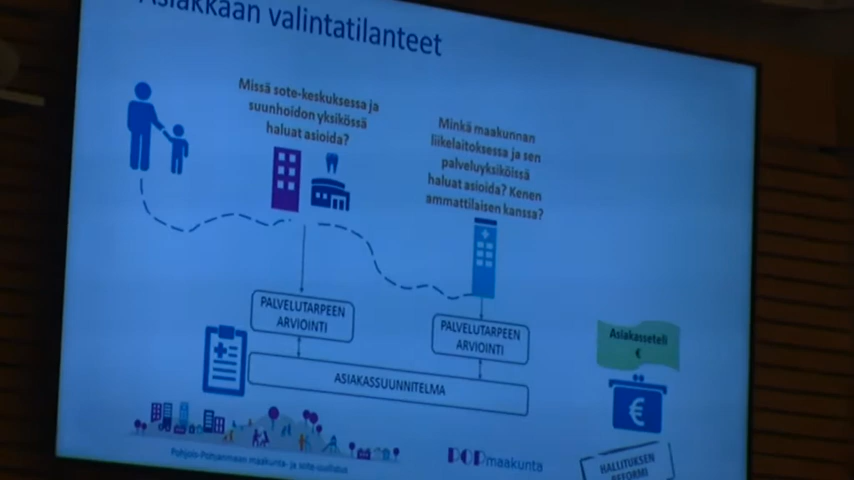 Asiakkaan valintatilanteet
Missä sote-keskuksessa ja
suunhoidon yksikössä
haluat asioida?
Minkä maakunnan
liikelaitoksessa ja sen
palveluyksiköissä
haluat asioida? Kenen
ammattilaisen kanssa?
PALVELUTARPEEN
ARVIOINTI
PALVELUTARPEEN
ARVIOINTI
ASIAKASSUUNNITELMA
Asiakasseteli
€
€
Pohjois-Pohjanmaan maakunta- ja sote-uudistus
POPmaakunta
HALLITUKSEN
REFORMI